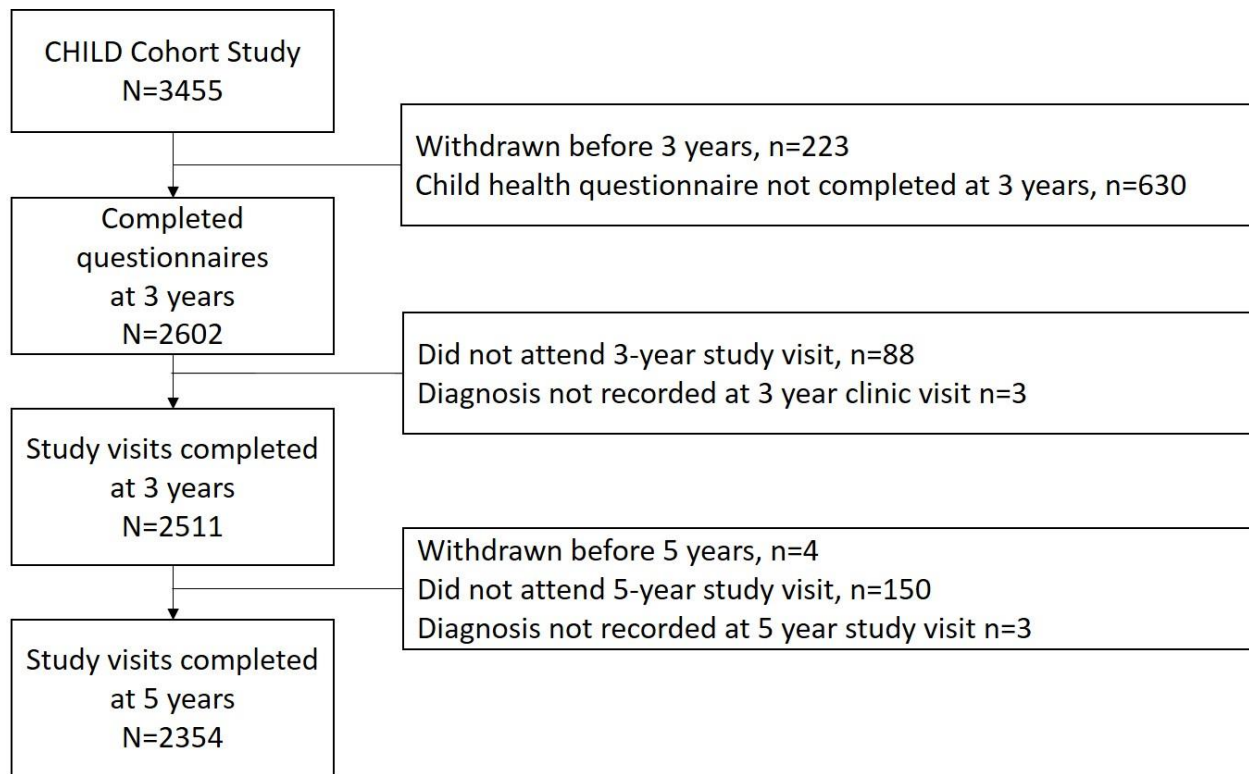 CHILD Cohort Study
N=3455
Withdrawn before 3 years, n=223
Child health questionnaire not completed at 3 years, n=630
Completed
questionnaires
at 3 years
N=2602
Did not attend 3-year study visit, n=88
Diagnosis not recorded at 3 year clinic visit n=3
Study visits completed
at 3 years
N=2511
Withdrawn before 5 years, n=4
Did not attend 5-year study visit, n=150
Diagnosis not recorded at 5 year study visit n=3
Study visits completed
at 5 years
N=2354